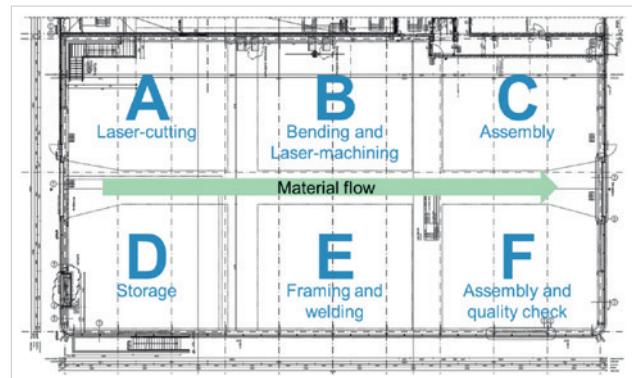 A
Laser-cutting
B
Bending and
Laser-machining
C
Assembly
Material flow
D
Storage
E
Framing and
welding
F
Assembly and
quality check